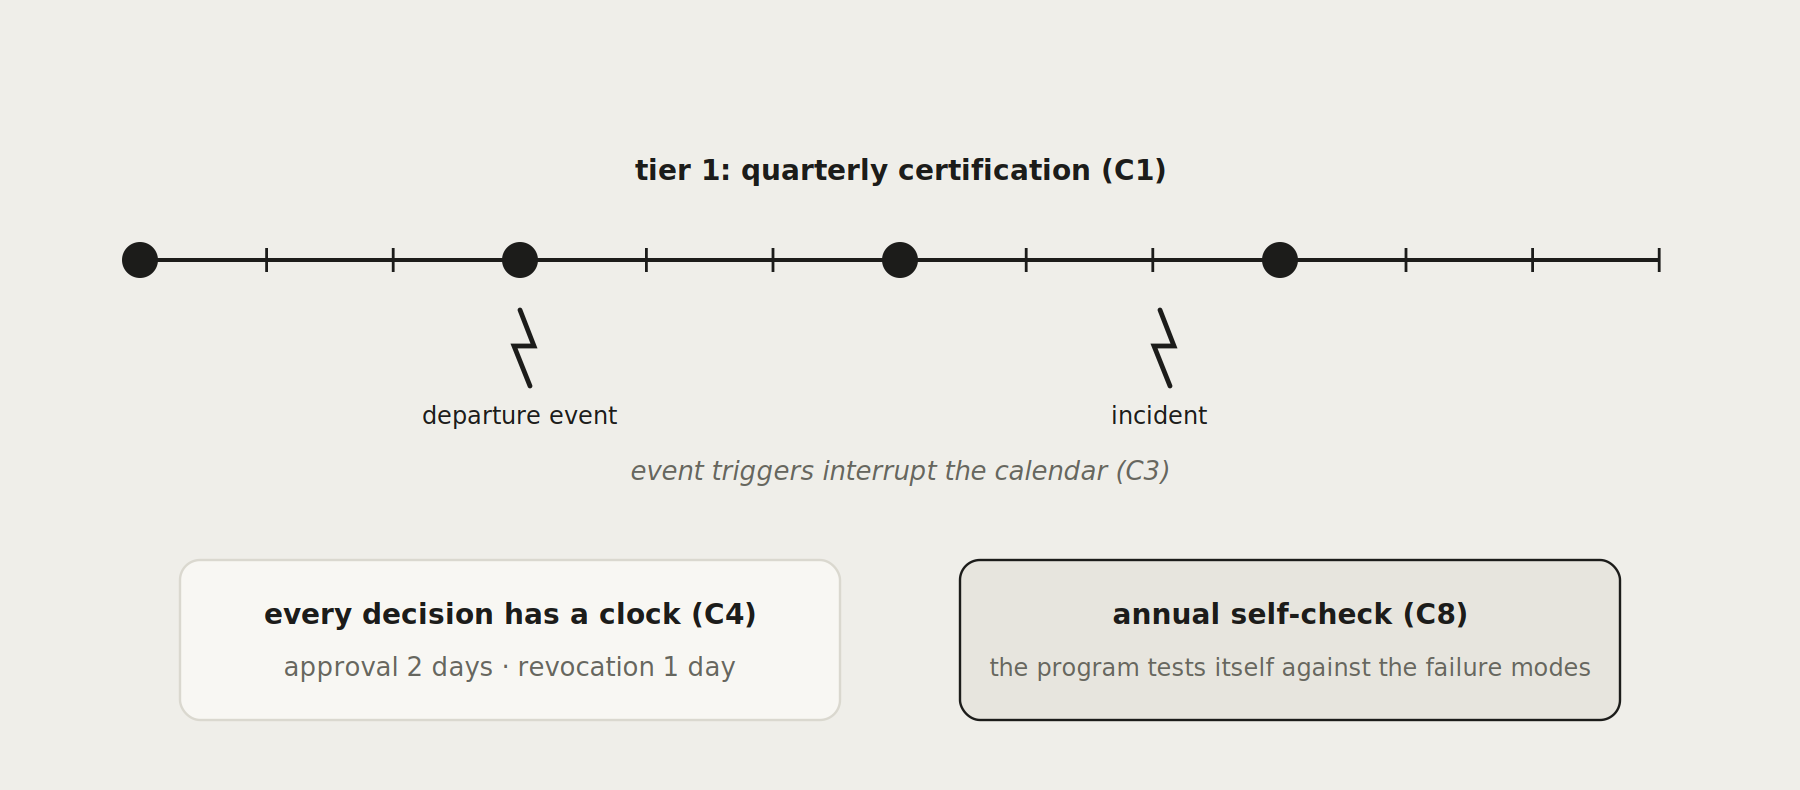 tier 1: quarterly certification (C1)
departure event
incident
event triggers interrupt the calendar (C3)
every decision has a clock (C4)
approval 2 days · revocation 1 day
annual self-check (C8)
the program tests itself against the failure modes